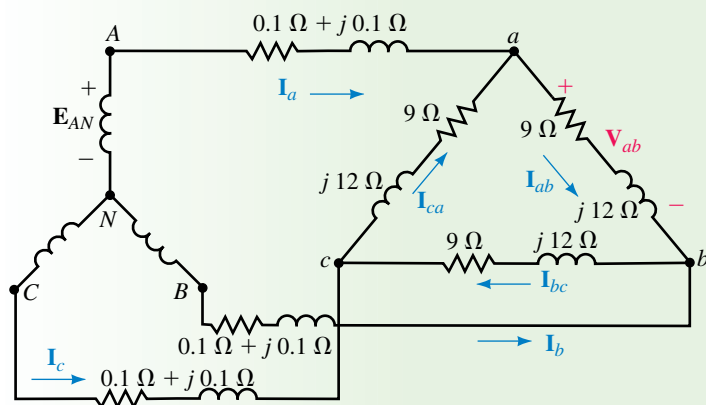 0.1 Ω + j 0.1 Ω
A
a
+
I_a
+
E_AN
9 Ω
9 Ω
V_ab
−
j 12 Ω
I_ca
I_ab
j 12 Ω
−
N
9 Ω
j 12 Ω
c
b
C
B
I_bc
0.1 Ω + j 0.1 Ω
I_b
I_c
0.1 Ω + j 0.1 Ω